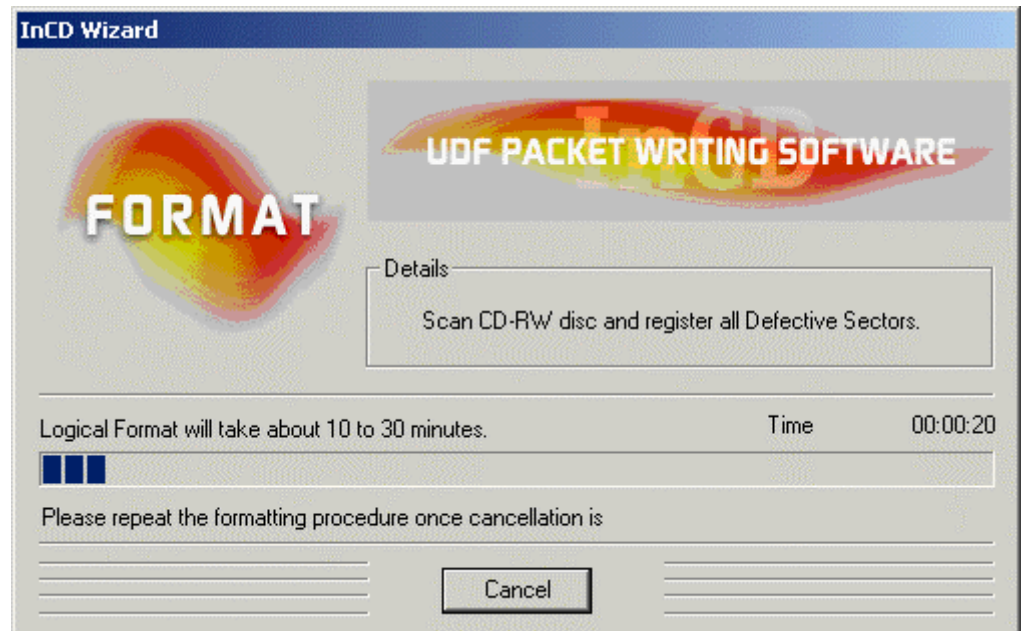 InCD Wizard
InCD
UDF PACKET WRITING SOFTWARE
FORMAT
Details
Scan CD-RW disc and register all Defective Sectors.
Logical Format will take about 10 to 30 minutes.
Time 00:00:20
Please repeat the formatting procedure once cancellation is
Cancel